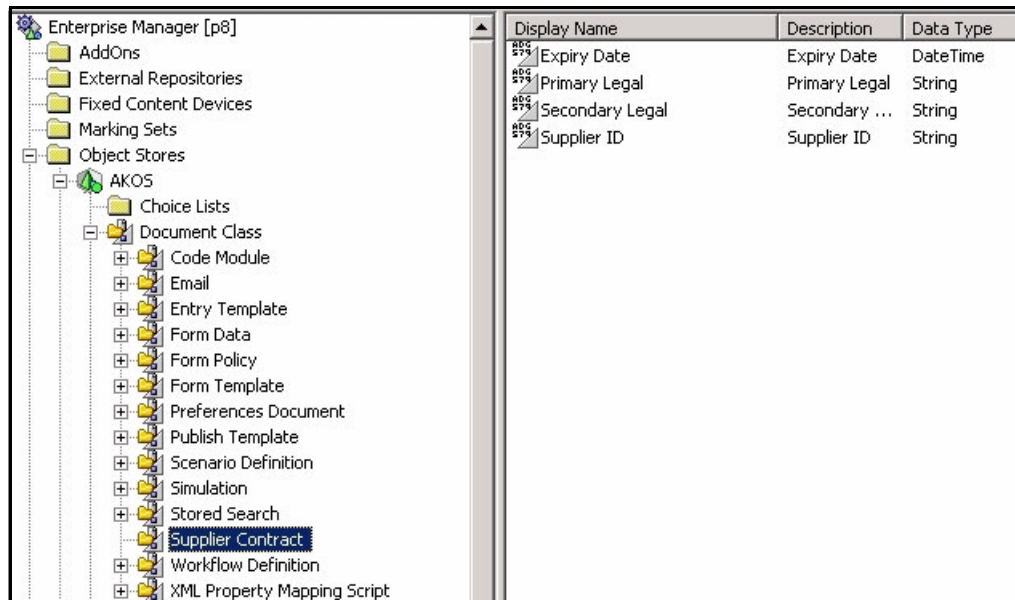 Enterprise Manager [p8]
AddOns
External Repositories
Fixed Content Devices
Marking Sets
Object Stores
AKOS
Choice Lists
Document Class
Code Module
Email
Entry Template
Form Data
Form Policy
Form Template
Preferences Document
Publish Template
Scenario Definition
Simulation
Stored Search
Supplier Contract
Workflow Definition
XML Property Mapping Script
Display Name Description Data Type
Expiry Date Expiry Date DateTime
Primary Legal Primary Legal String
Secondary Legal Secondary ... String
Supplier ID Supplier ID String